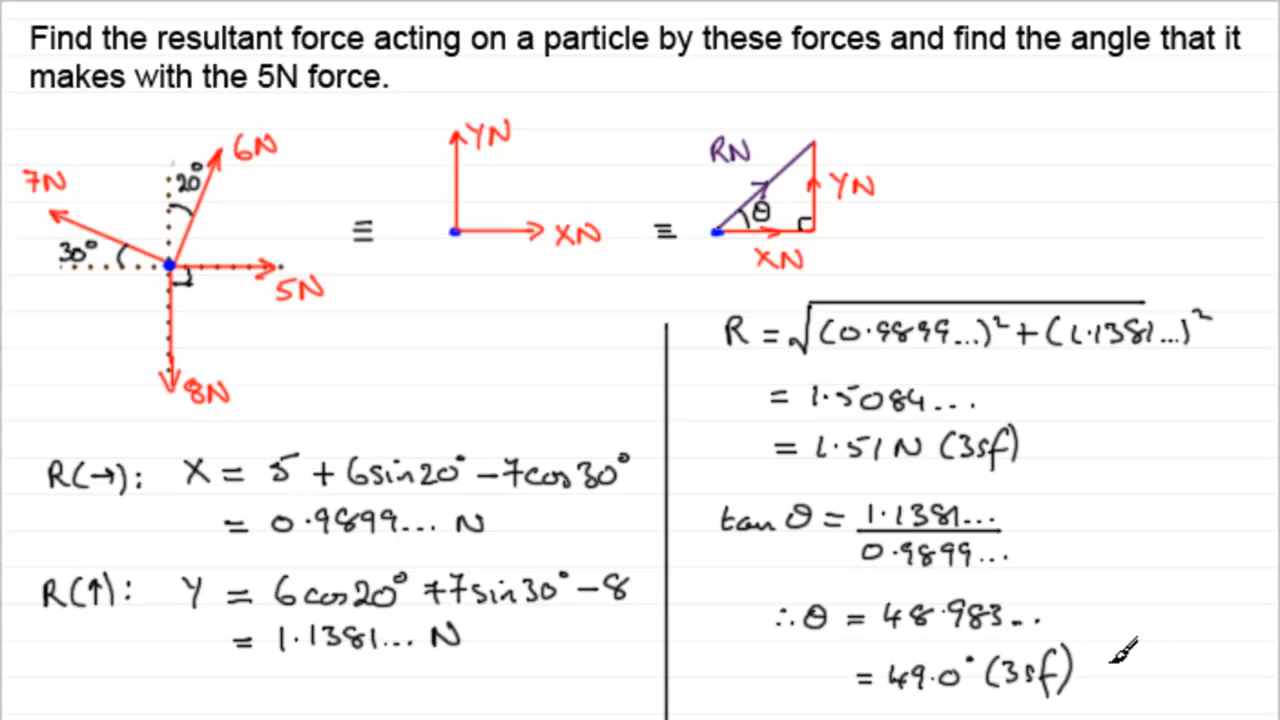 Find the resultant force acting on a particle by these forces and find the angle that it
makes with the 5N force.
6N
20°
7N
30°
5N
8N
≡
YN
XN
≡
RN
θ
YN
XN
R(→): X = 5 + 6sin20° - 7cos30°
= 0.9899... N
R(↑): Y = 6cos20° + 7sin30° - 8
= 1.1381... N
R = √(0.9899...)² + (1.1381...)²
= 1.5084...
= 1.51N (3sf)
tan θ = 1.1381...
0.9899...
∴ θ = 48.983...
= 49.0° (3sf)